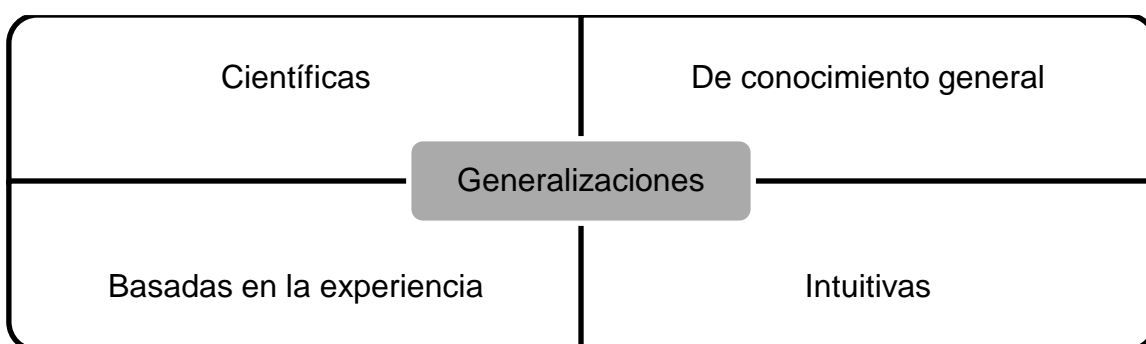 Científicas
De conocimiento general
Generalizaciones
Basadas en la experiencia
Intuitivas